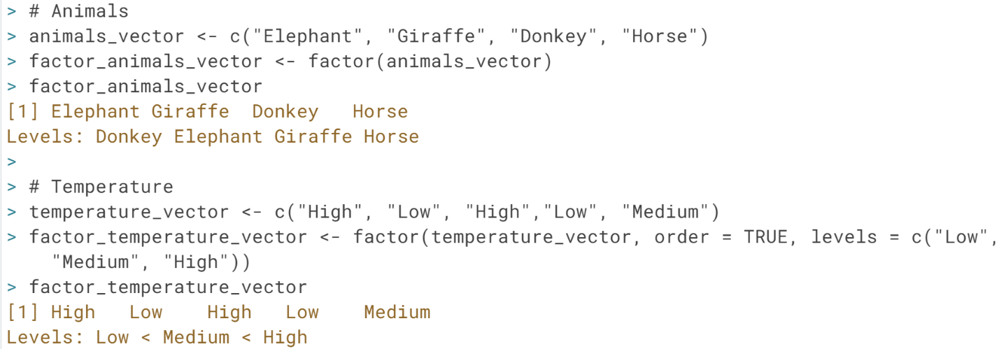 > # Animals
> animals_vector <- c("Elephant", "Giraffe", "Donkey", "Horse")
> factor_animals_vector <- factor(animals_vector)
> factor_animals_vector
[1] Elephant Giraffe  Donkey   Horse
Levels: Donkey Elephant Giraffe Horse
>
> # Temperature
> temperature_vector <- c("High", "Low", "High","Low", "Medium")
> factor_temperature_vector <- factor(temperature_vector, order = TRUE, levels = c("Low",
    "Medium", "High"))
> factor_temperature_vector
[1] High   Low    High   Low    Medium
Levels: Low < Medium < High